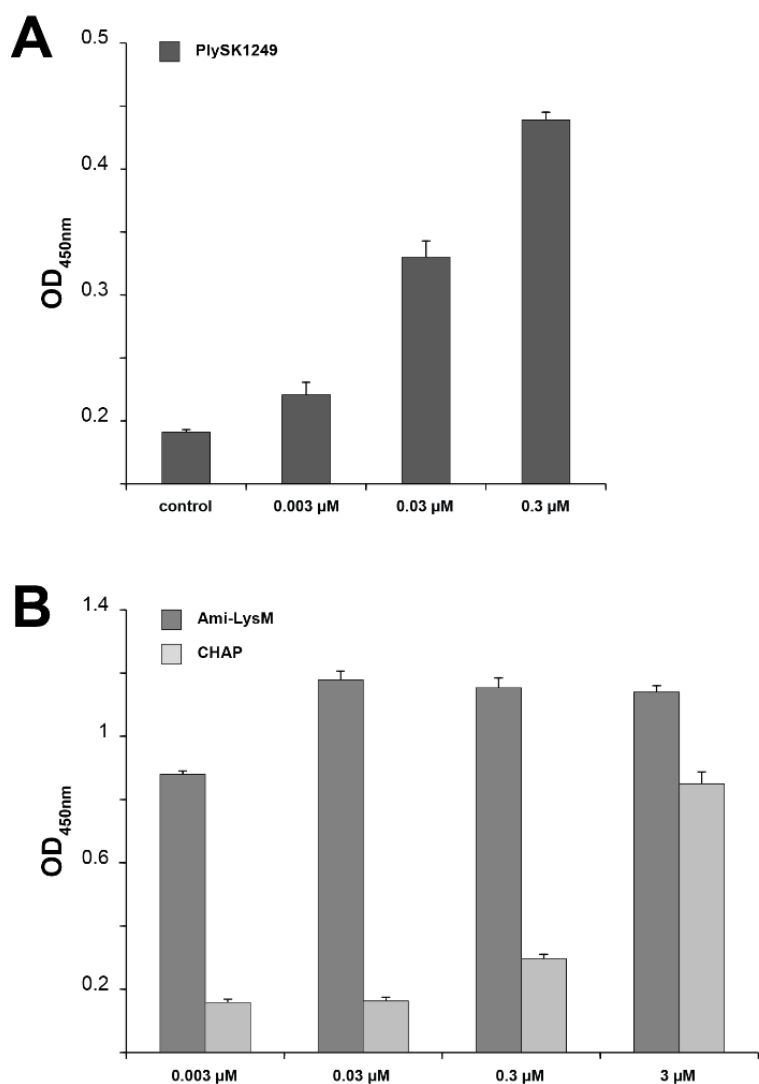 A
PlySK1249
0.5
0.4
0.3
0.2
OD450nm
control 0.003 µM 0.03 µM 0.3 µM
B
Ami-LysM
CHAP
1.4
1
0.6
0.2
OD450nm
0.003 µM 0.03 µM 0.3 µM 3 µM